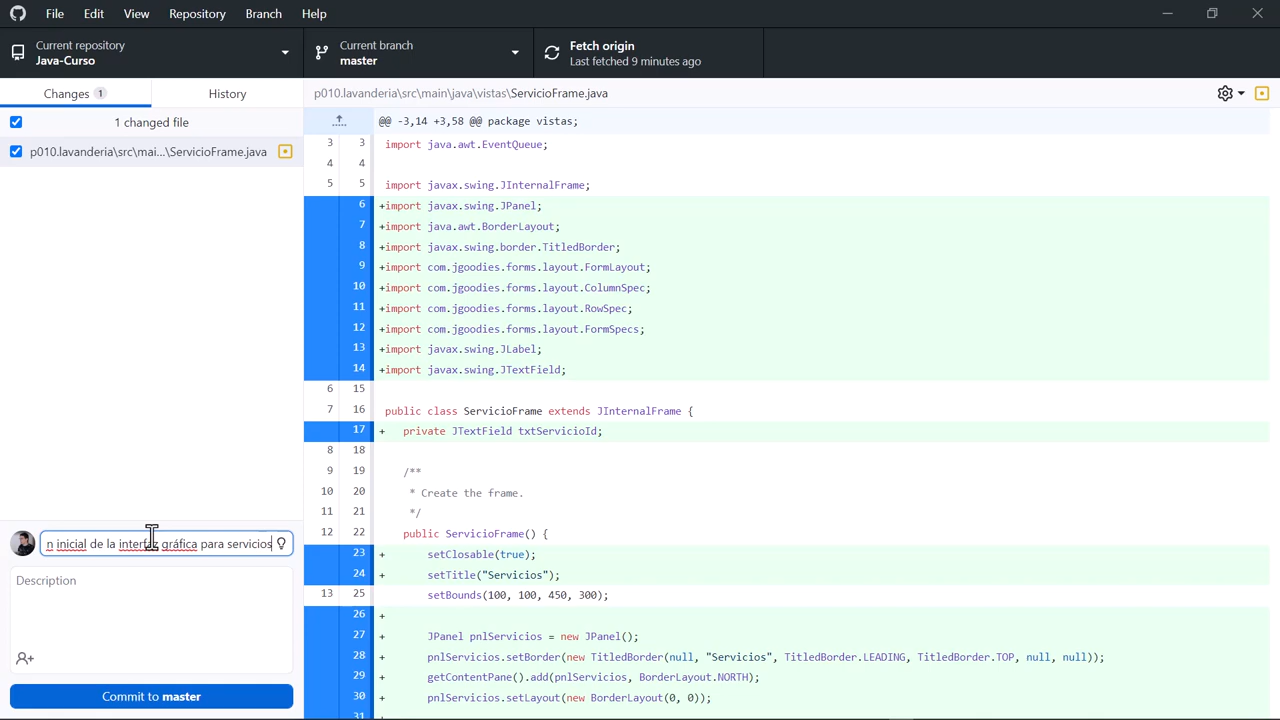 File Edit View Repository Branch Help
Current repository
Java-Curso
Current branch
master
Fetch origin
Last fetched 9 minutes ago
Changes 1
History
p010.lavanderia\src\main\java\vistas\ServicioFrame.java
1 changed file
p010.lavanderia\src\mai...\ServicioFrame.java
@@ -3,14 +3,58 @@ package vistas;
3 3 import java.awt.EventQueue;
4 4
5 5 import javax.swing.JInternalFrame;
6 +import javax.swing.JPanel;
7 +import java.awt.BorderLayout;
8 +import javax.swing.border.TitledBorder;
9 +import com.jgoodies.forms.layout.FormLayout;
10 +import com.jgoodies.forms.layout.ColumnSpec;
11 +import com.jgoodies.forms.layout.RowSpec;
12 +import com.jgoodies.forms.layout.FormSpecs;
13 +import javax.swing.JLabel;
14 +import javax.swing.JTextField;
6 15
7 16 public class ServicioFrame extends JInternalFrame {
17 + private JTextField txtServicioId;
8 18
9 19 /**
10 20 * Create the frame.
11 21 */
12 22 public ServicioFrame() {
23 + setClosable(true);
24 + setTitle("Servicios");
13 25 setBounds(100, 100, 450, 300);
26 +
27 + JPanel pnlServicios = new JPanel();
28 + pnlServicios.setBorder(new TitledBorder(null, "Servicios", TitledBorder.LEADING, TitledBorder.TOP, null, null));
29 + getContentPane().add(pnlServicios, BorderLayout.NORTH);
30 + pnlServicios.setLayout(new BorderLayout(0, 0));
31
n inicial de la interfaz gráfica para servicios
Description
Commit to master